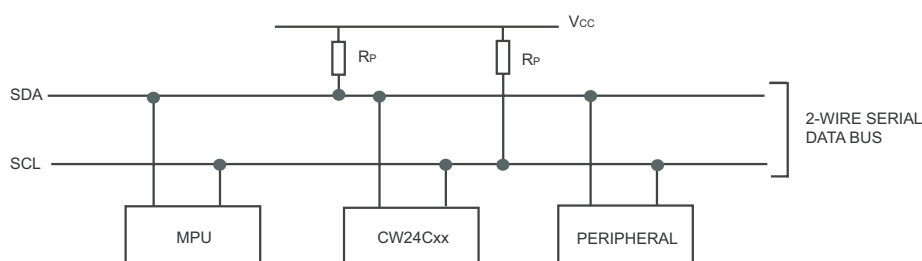 Vcc
RP
RP
SDA
2-WIRE SERIAL
DATA BUS
SCL
MPU
CW24Cxx
PERIPHERAL